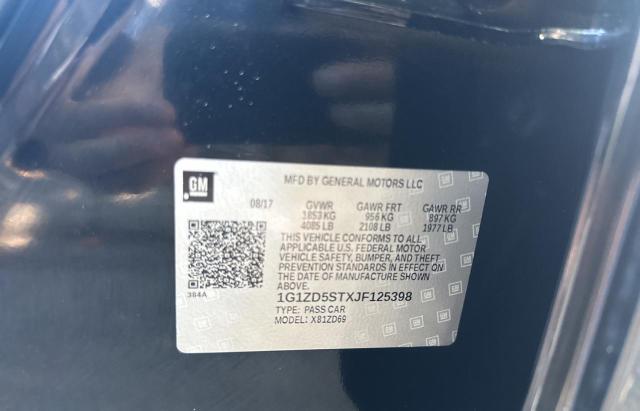 GM
MFD BY GENERAL MOTORS LLC
08/17 GVWR GAWR FRT GAWR RR
1853 KG 956 KG 897 KG
4085 LB 2108 LB 1977 LB
THIS VEHICLE CONFORMS TO ALL
APPLICABLE U.S. FEDERAL MOTOR
VEHICLE SAFETY, BUMPER, AND THEFT
PREVENTION STANDARDS IN EFFECT ON
THE DATE OF MANUFACTURE SHOWN
ABOVE.
384A
1G1ZD5STXJF125398
TYPE: PASS CAR
MODEL: X81ZD69